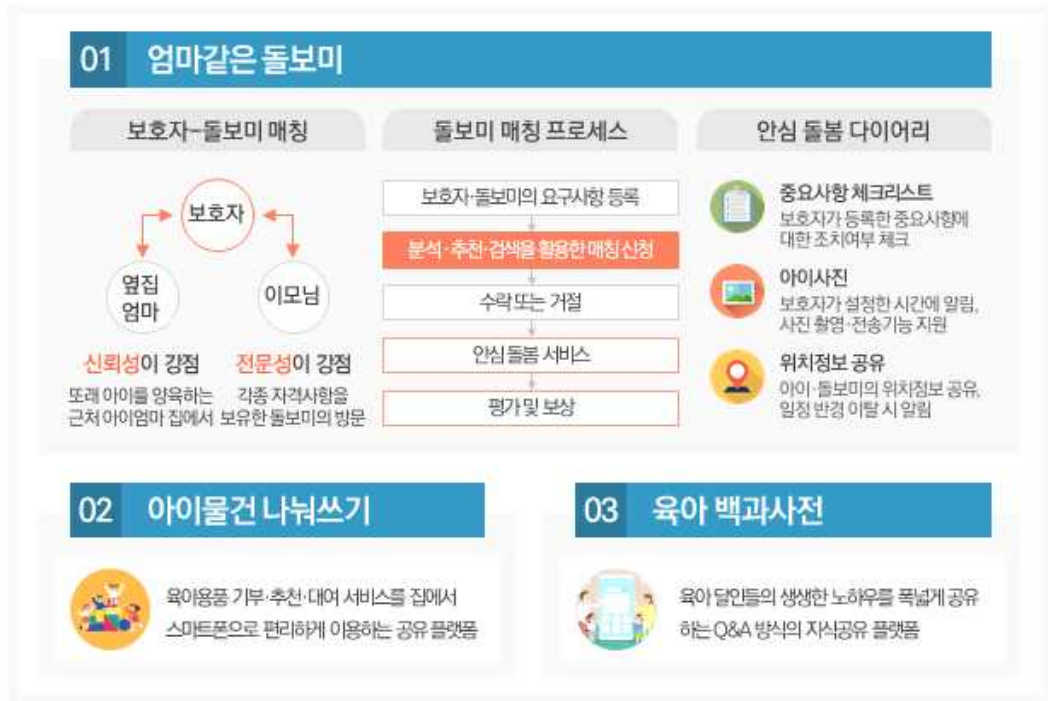 01 엄마같은 돌보미
보호자-돌보미 매칭
보호자
옆집
엄마
이모님
신뢰성이 강점
또래 아이를 양육하는
근처 아이엄마 집에서
전문성이 강점
각종 자격사항을
보유한 돌보미의 방문
돌보미 매칭 프로세스
보호자·돌보미의 요구사항 등록
분석·추천·검색을 활용한 매칭 신청
수락 또는 거절
안심 돌봄 서비스
평가 및 보상
안심 돌봄 다이어리
중요사항 체크리스트
보호자가 등록한 중요사항에
대한 조치여부 체크
아이사진
보호자가 설정한 시간에 알림,
사진 촬영·전송기능 지원
위치정보 공유
아이·돌보미의 위치정보 공유,
일정 반경 이탈 시 알림
02 아이물건 나눠쓰기
육아용품 기부·추천·대여 서비스를 집에서
스마트폰으로 편리하게 이용하는 공유 플랫폼
03 육아 백과사전
육아 달인들의 생생한 노하우를 폭넓게 공유
하는 Q&A 방식의 지식공유 플랫폼